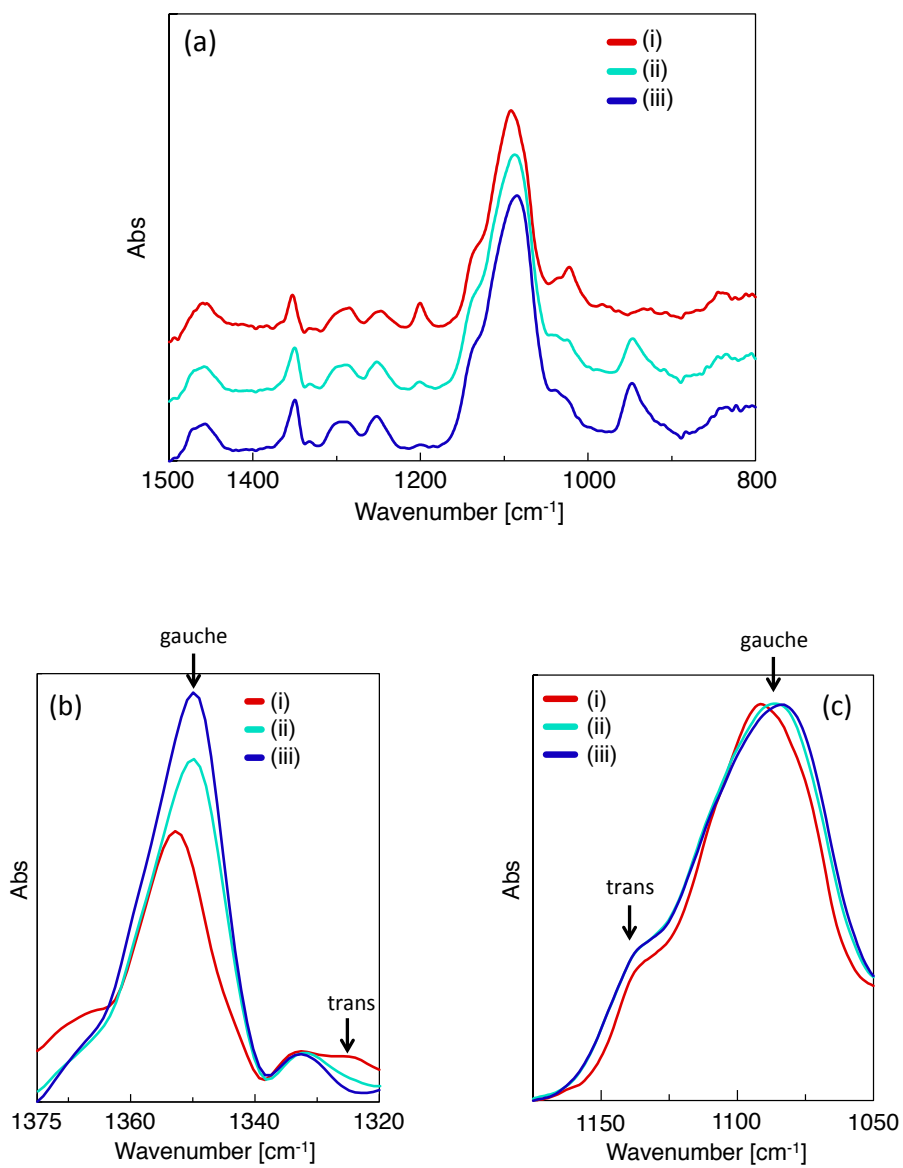 (a)
(i)
(ii)
(iii)
Abs
1500 1400 1200 1000 800
Wavenumber [cm⁻¹]
gauche
(b)
(i)
(ii)
(iii)
trans
Abs
1375 1360 1340 1320
Wavenumber [cm⁻¹]
gauche
(i)
(ii)
(iii)
(c)
trans
Abs
1150 1100 1050
Wavenumber [cm⁻¹]